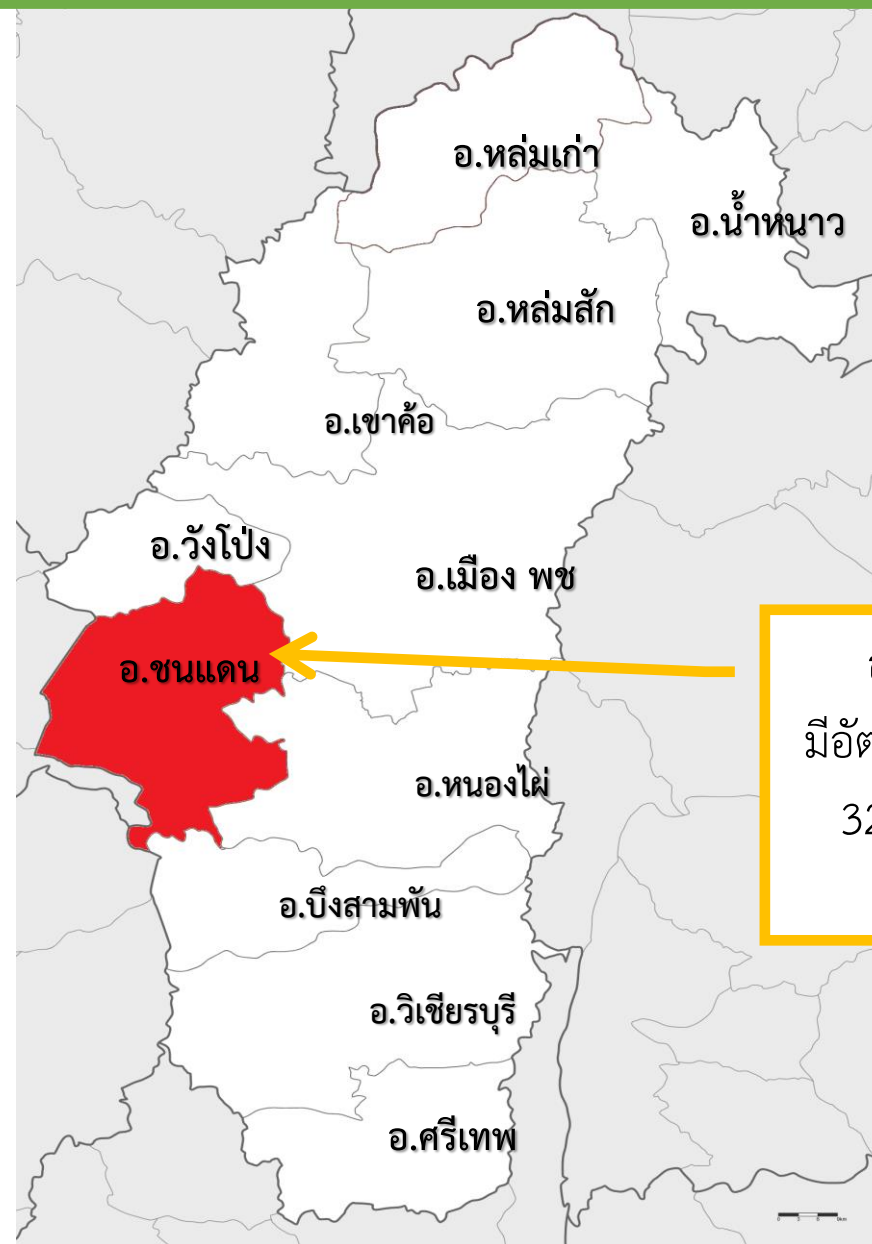 อ.หล่มเก่า
อ.น้ำหนาว
อ.หล่มสัก
อ.เขาค้อ
อ.วังโป่ง
อ.เมือง พช
อ.ชนแดน
อ.หนองไผ่
อ.บึงสามพัน
อ.วิเชียรบุรี
อ.ศรีเทพ